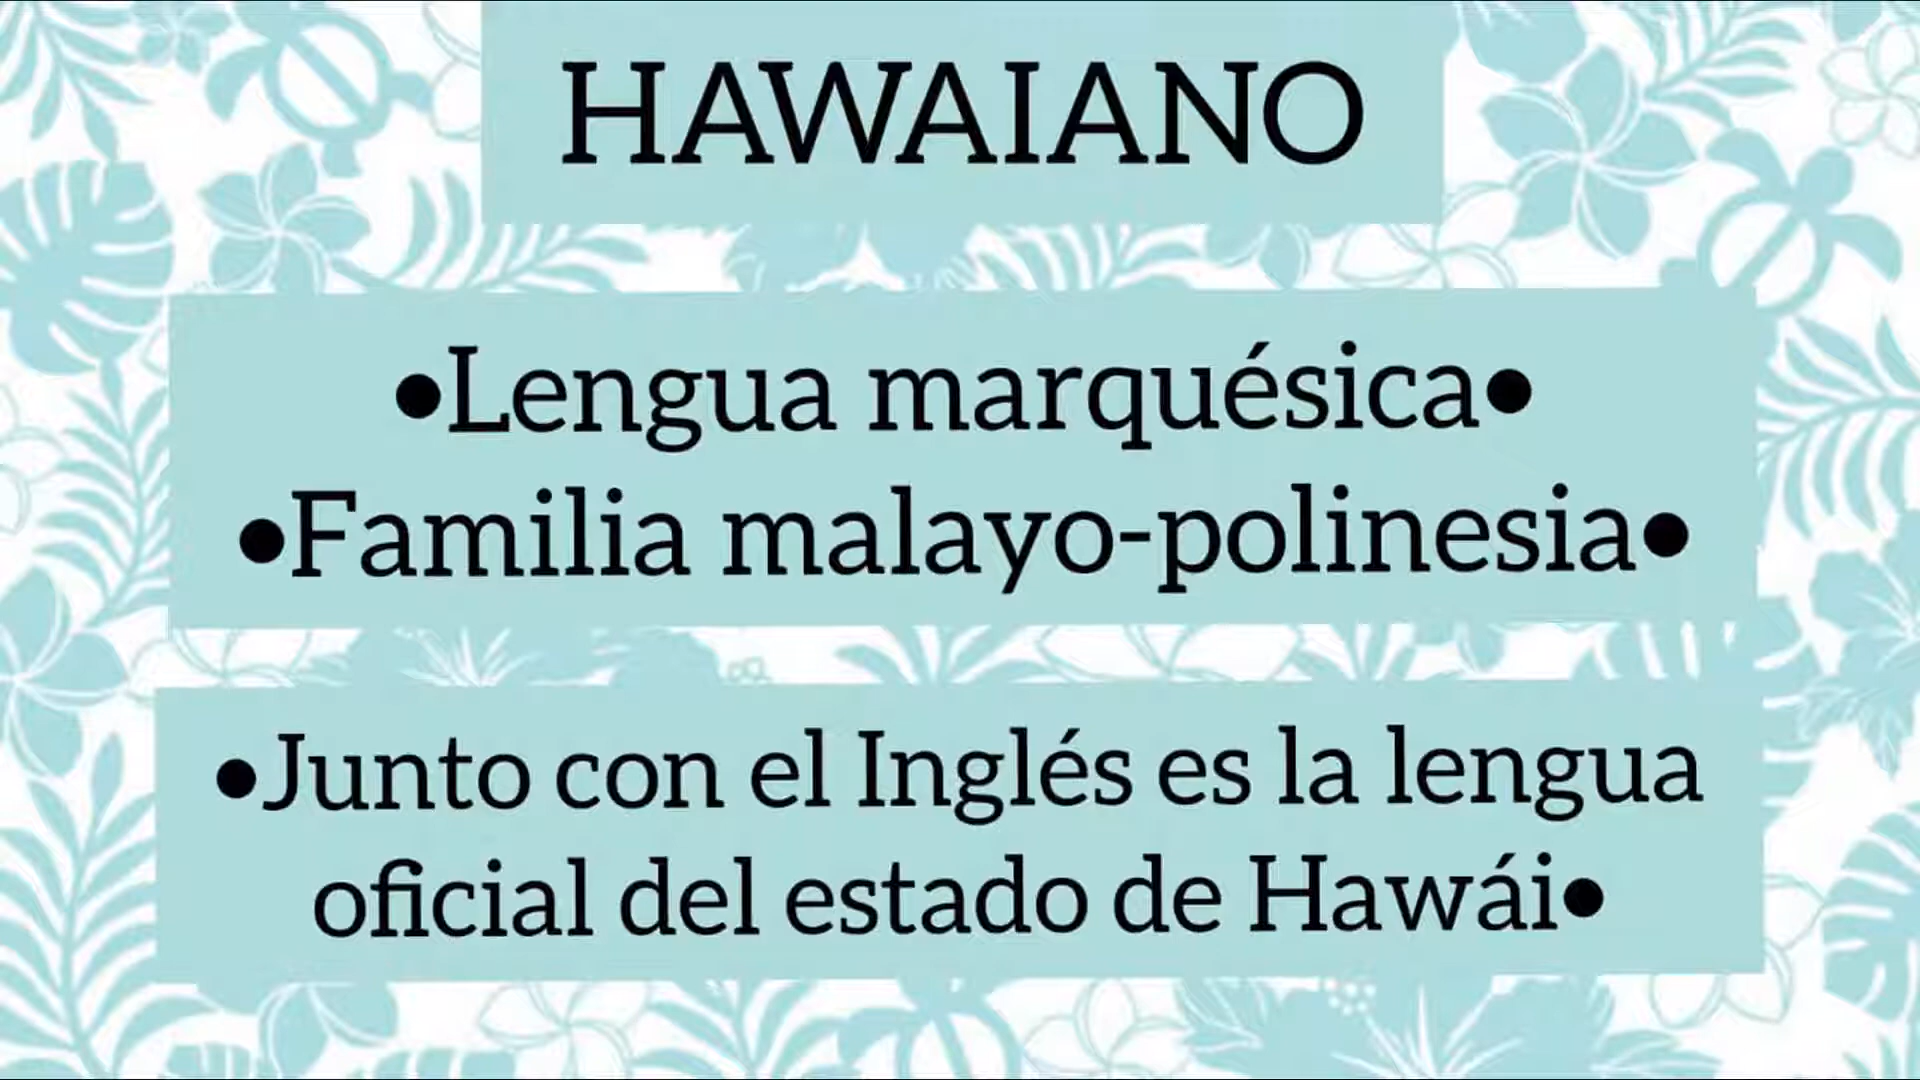 HAWAIANO
•Lengua marquésica•
•Familia malayo-polinesia•
•Junto con el Inglés es la lengua
oficial del estado de Hawái•